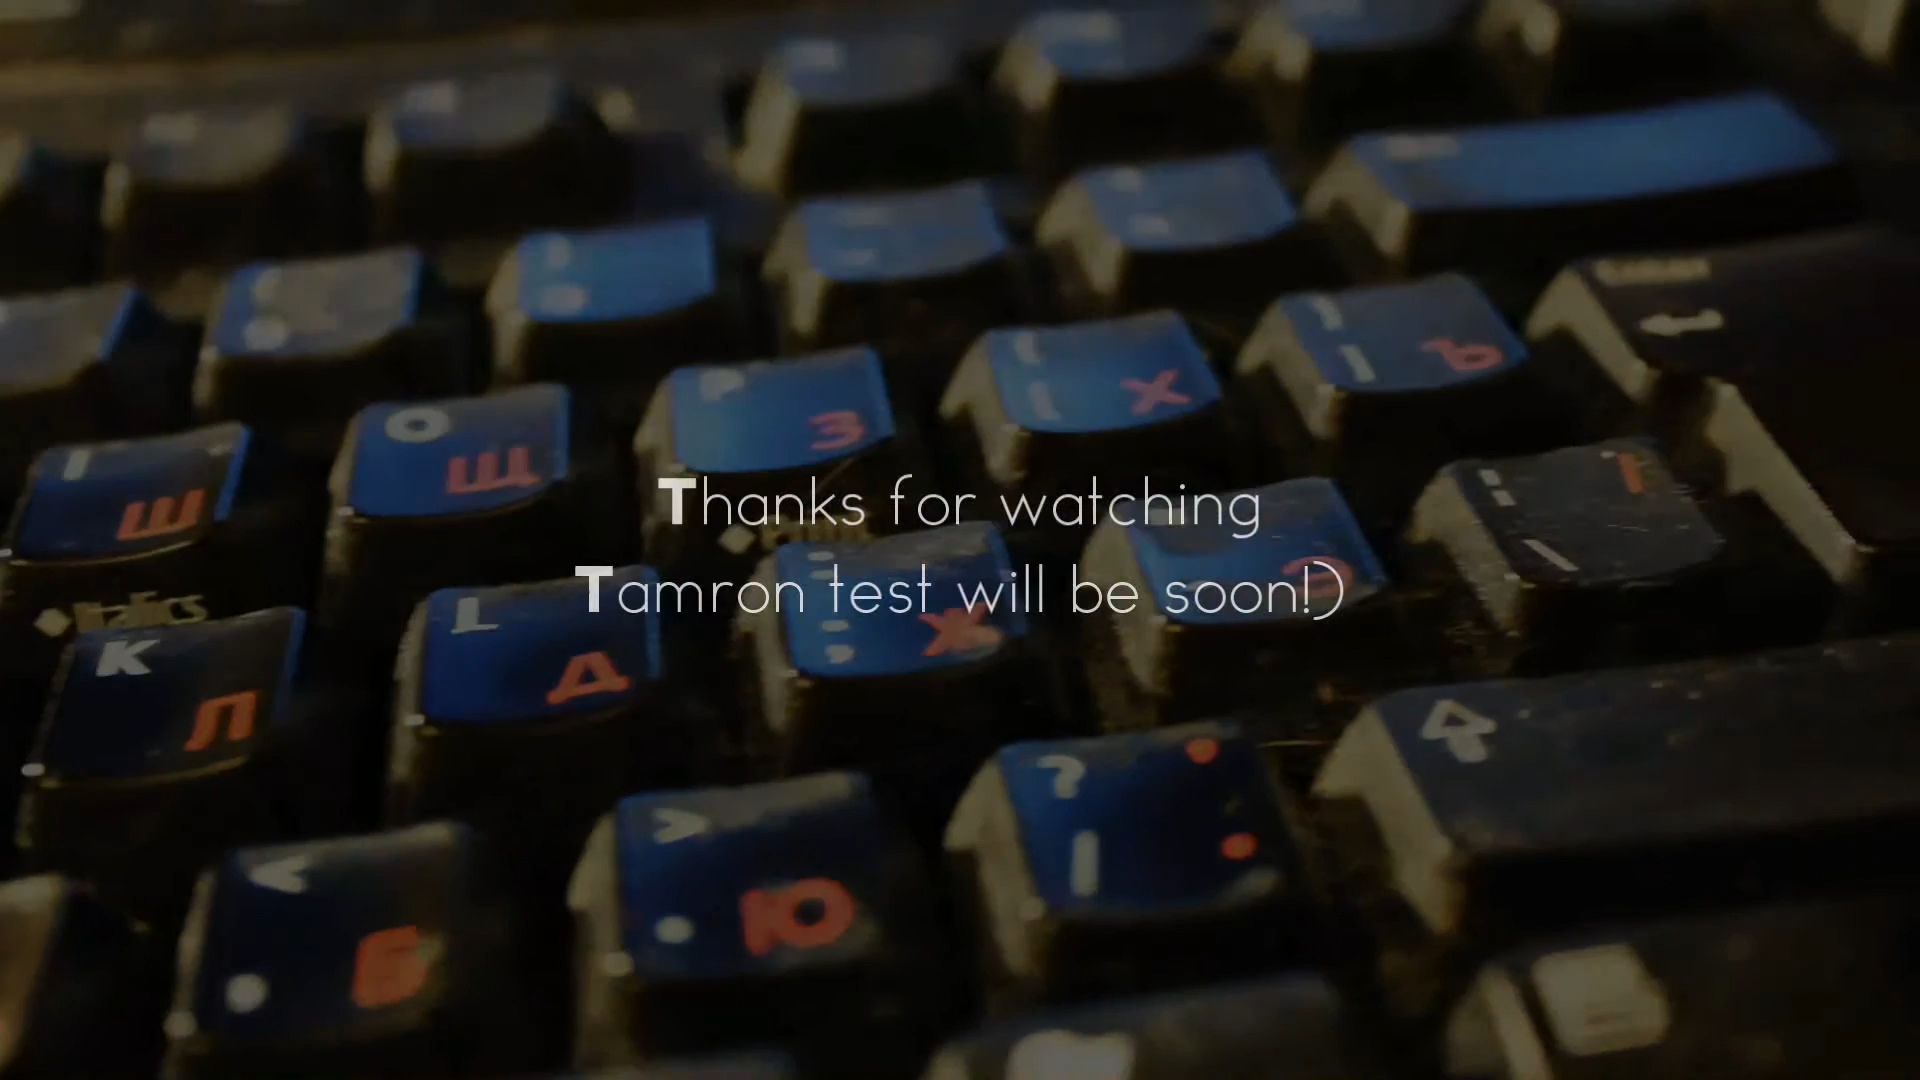 Thanks for watching
Tamron test will be soon!)
Ъ
Х
З
O Щ
Ш
Э
Ж
L Д
K Л
? .
> Ю
< Б